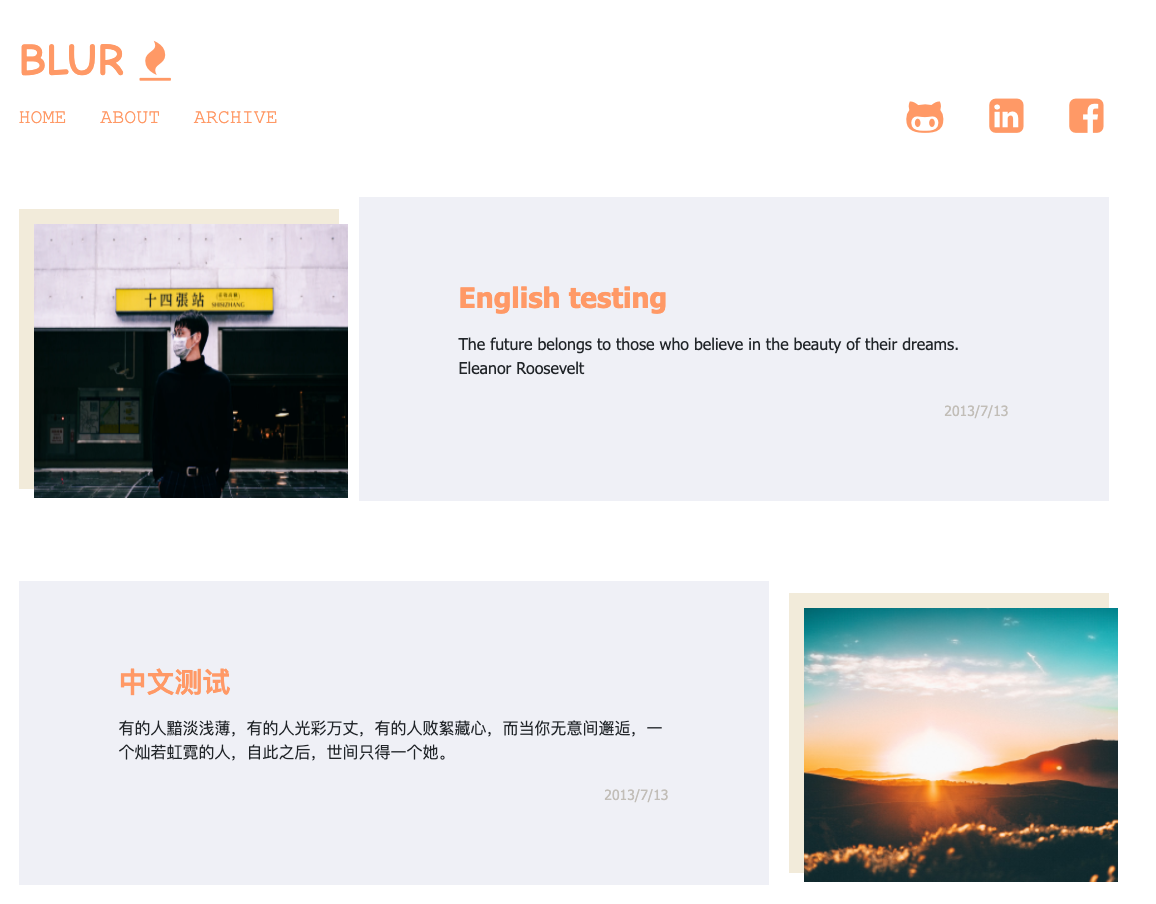 BLUR
HOME ABOUT ARCHIVE
十四張站
SHISIZHANG
English testing
The future belongs to those who believe in the beauty of their dreams.
Eleanor Roosevelt
2013/7/13
中文测试
有的人黯淡浅薄，有的人光彩万丈，有的人败絮藏心，而当你无意间邂逅，一
个灿若虹霓的人，自此之后，世间只得一个她。
2013/7/13